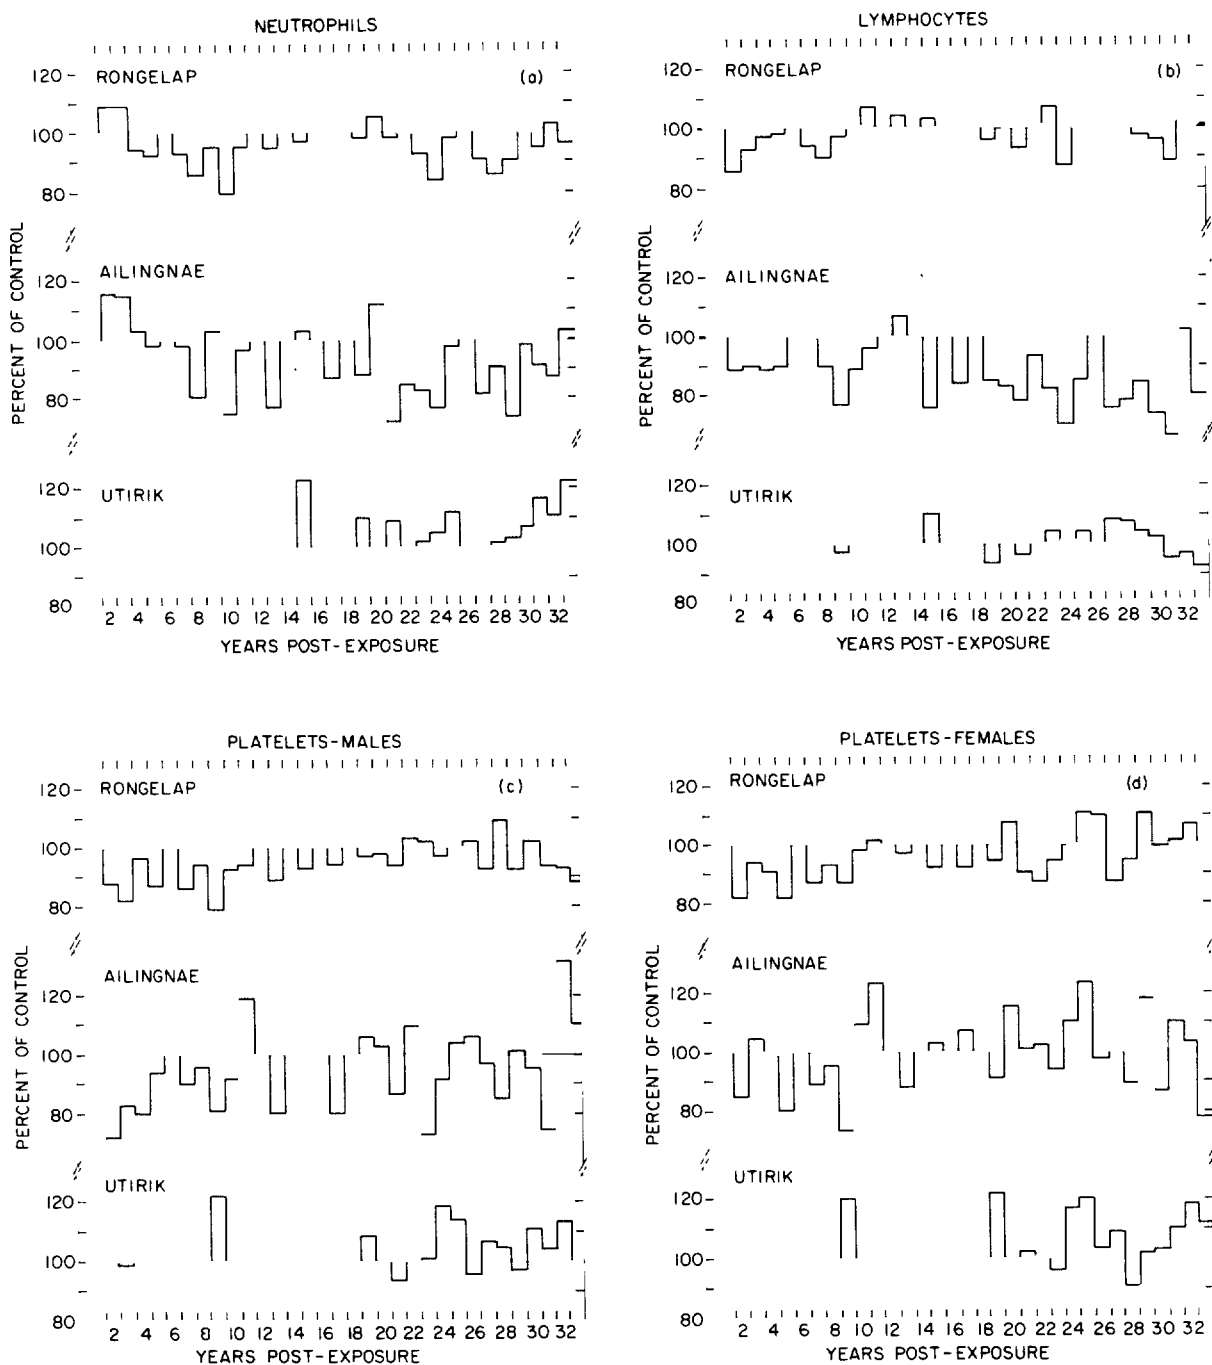 NEUTROPHILS
RONGELAP
(a)
120
100
80
AILINGNAE
120
100
80
UTIRIK
120
100
80
PERCENT OF CONTROL
2 4 6 8 10 12 14 16 18 20 22 24 26 28 30 32
YEARS POST-EXPOSURE
LYMPHOCYTES
RONGELAP
(b)
120
100
80
AILINGNAE
120
100
80
UTIRIK
120
100
80
PERCENT OF CONTROL
2 4 6 8 10 12 14 16 18 20 22 24 26 28 30 32
YEARS POST-EXPOSURE
PLATELETS-MALES
RONGELAP
(c)
120
100
80
AILINGNAE
120
100
80
UTIRIK
120
100
80
PERCENT OF CONTROL
2 4 6 8 10 12 14 16 18 20 22 24 26 28 30 32
YEARS POST-EXPOSURE
PLATELETS-FEMALES
RONGELAP
(d)
120
100
80
AILINGNAE
120
100
80
UTIRIK
120
100
80
PERCENT OF CONTROL
2 4 6 8 10 12 14 16 18 20 22 24 26 28 30 32
YEARS POST-EXPOSURE